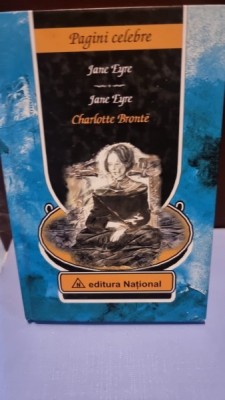 Pagini celebre
Jane Eyre
Jane Eyre
Charlotte Brontë
N editura Național